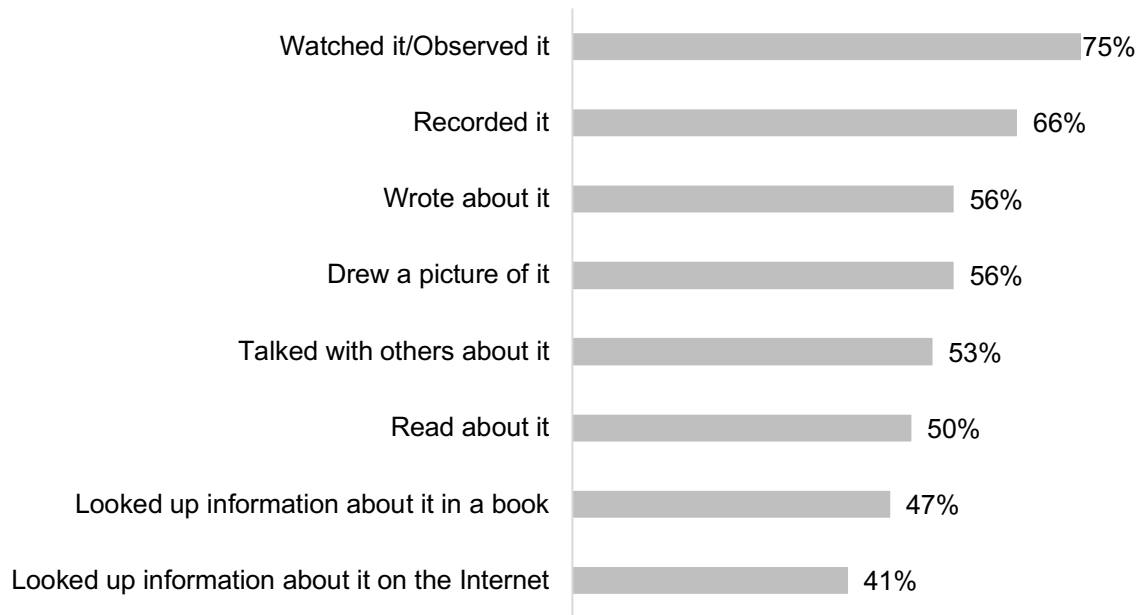 Watched it/Observed it 75%
Recorded it 66%
Wrote about it 56%
Drew a picture of it 56%
Talked with others about it 53%
Read about it 50%
Looked up information about it in a book 47%
Looked up information about it on the Internet 41%